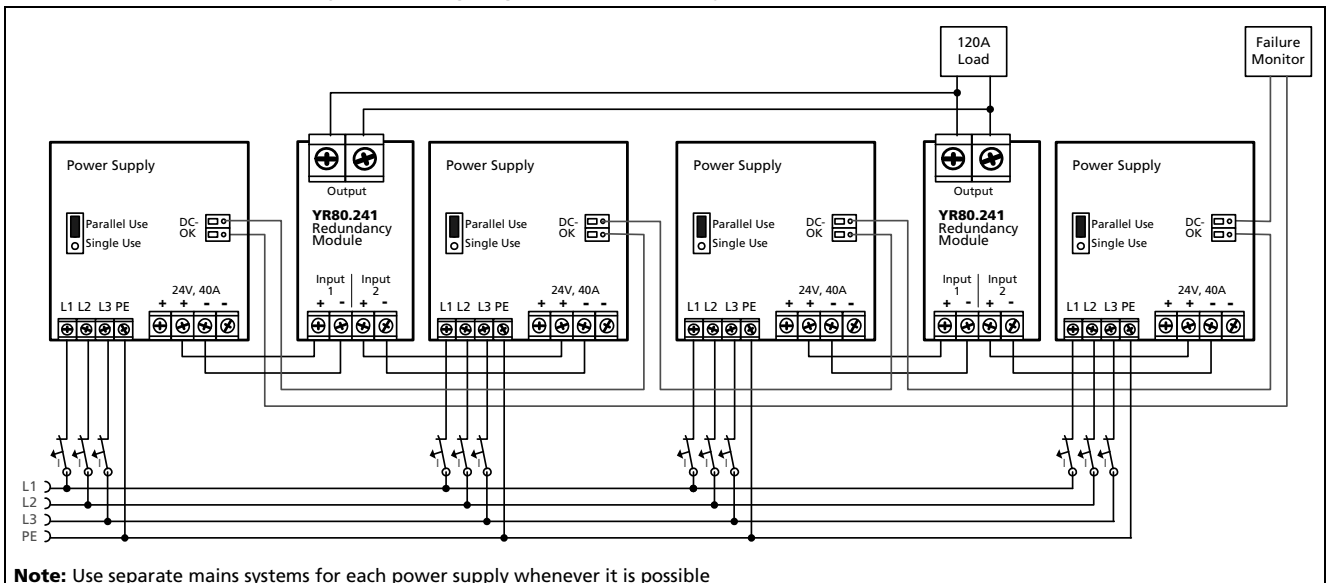 120A
Load
Failure
Monitor
Power Supply
Parallel Use
Single Use
DC-
OK
24V, 40A
L1 L2 L3 PE
+ + - -
Output
YR80.241
Redundancy
Module
Input
1
Input
2
+ - + -
Power Supply
Parallel Use
Single Use
DC-
OK
24V, 40A
L1 L2 L3 PE
+ + - -
Power Supply
Parallel Use
Single Use
DC-
OK
24V, 40A
L1 L2 L3 PE
+ + - -
Output
YR80.241
Redundancy
Module
Input
1
Input
2
+ - + -
Power Supply
Parallel Use
Single Use
DC-
OK
24V, 40A
L1 L2 L3 PE
+ + - -
I I I
I I I
I I I
I I I
L1
L2
L3
PE
Note: Use separate mains systems for each power supply whenever it is possible